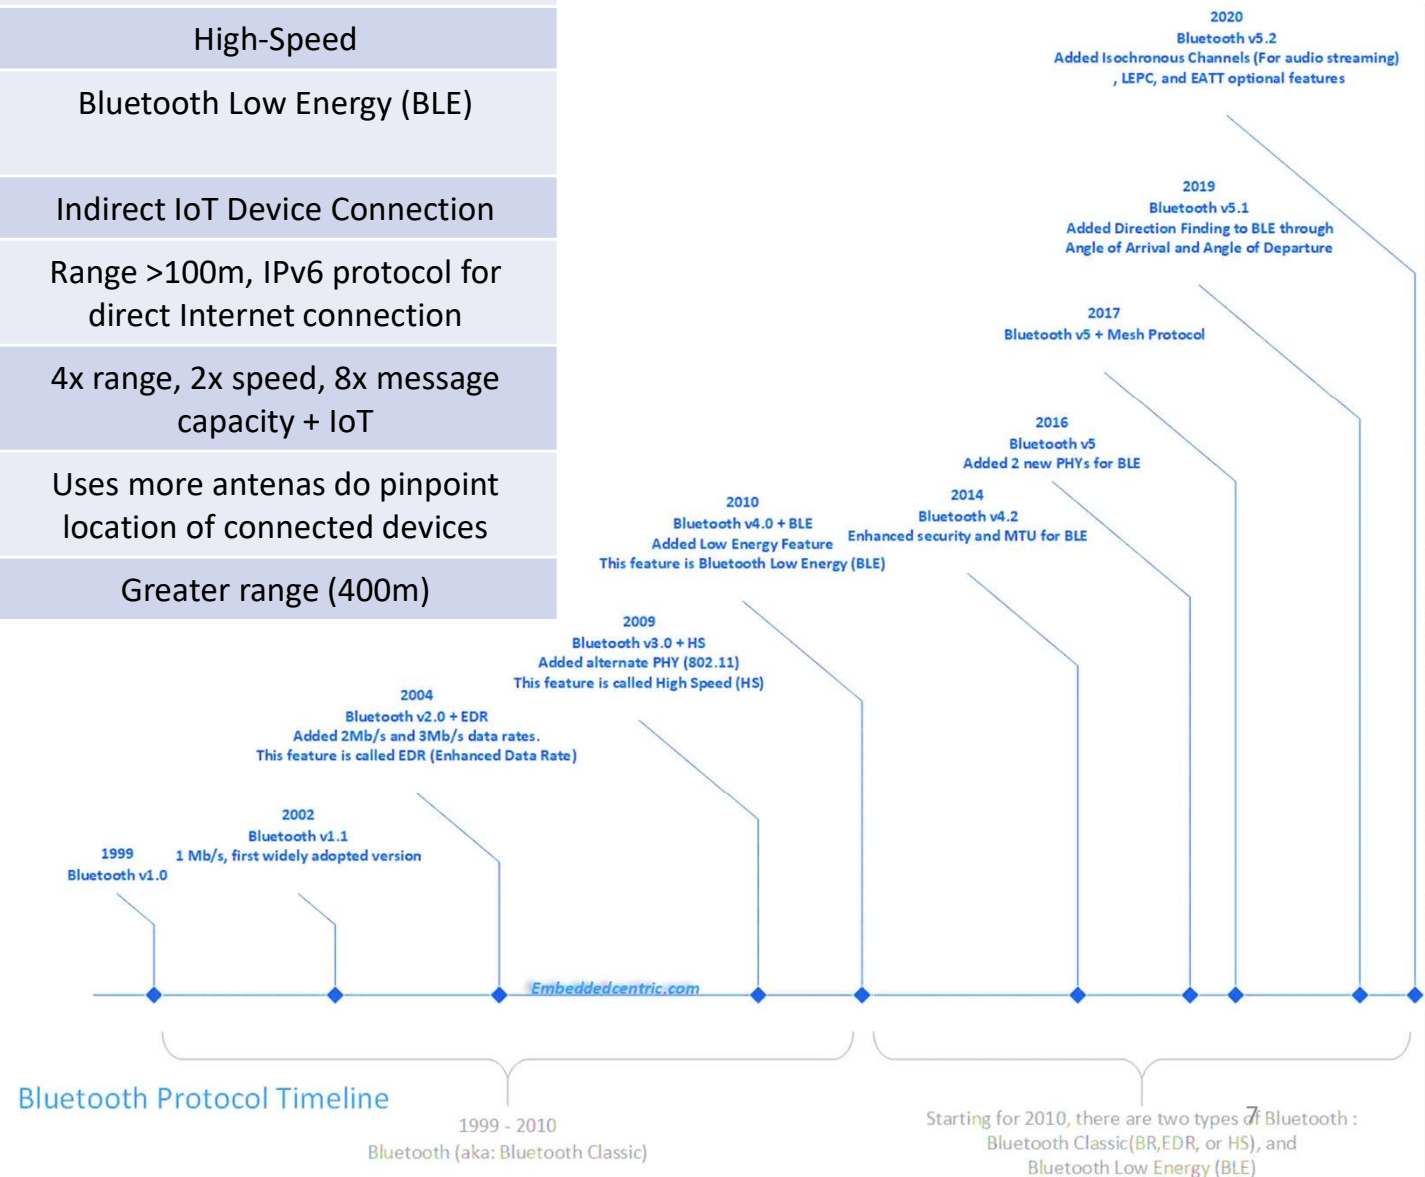 High-Speed
Bluetooth Low Energy (BLE)
Indirect IoT Device Connection
Range >100m, IPv6 protocol for
direct Internet connection
4x range, 2x speed, 8x message
capacity + IoT
Uses more antenas do pinpoint
location of connected devices
Greater range (400m)
2020
Bluetooth v5.2
Added Isochronous Channels (For audio streaming)
, LEPC, and EATT optional features
2019
Bluetooth v5.1
Added Direction Finding to BLE through
Angle of Arrival and Angle of Departure
2017
Bluetooth v5 + Mesh Protocol
2016
Bluetooth v5
Added 2 new PHYs for BLE
2014
Bluetooth v4.2
Enhanced security and MTU for BLE
2010
Bluetooth v4.0 + BLE
Added Low Energy Feature
This feature is Bluetooth Low Energy (BLE)
2009
Bluetooth v3.0 + HS
Added alternate PHY (802.11)
This feature is called High Speed (HS)
2004
Bluetooth v2.0 + EDR
Added 2Mb/s and 3Mb/s data rates.
This feature is called EDR (Enhanced Data Rate)
2002
Bluetooth v1.1
1 Mb/s, first widely adopted version
1999
Bluetooth v1.0
Embeddedcentric.com
Bluetooth Protocol Timeline
1999 - 2010
Bluetooth (aka: Bluetooth Classic)
Starting for 2010, there are two types of Bluetooth :
Bluetooth Classic(BR,EDR, or HS), and
Bluetooth Low Energy (BLE)
7